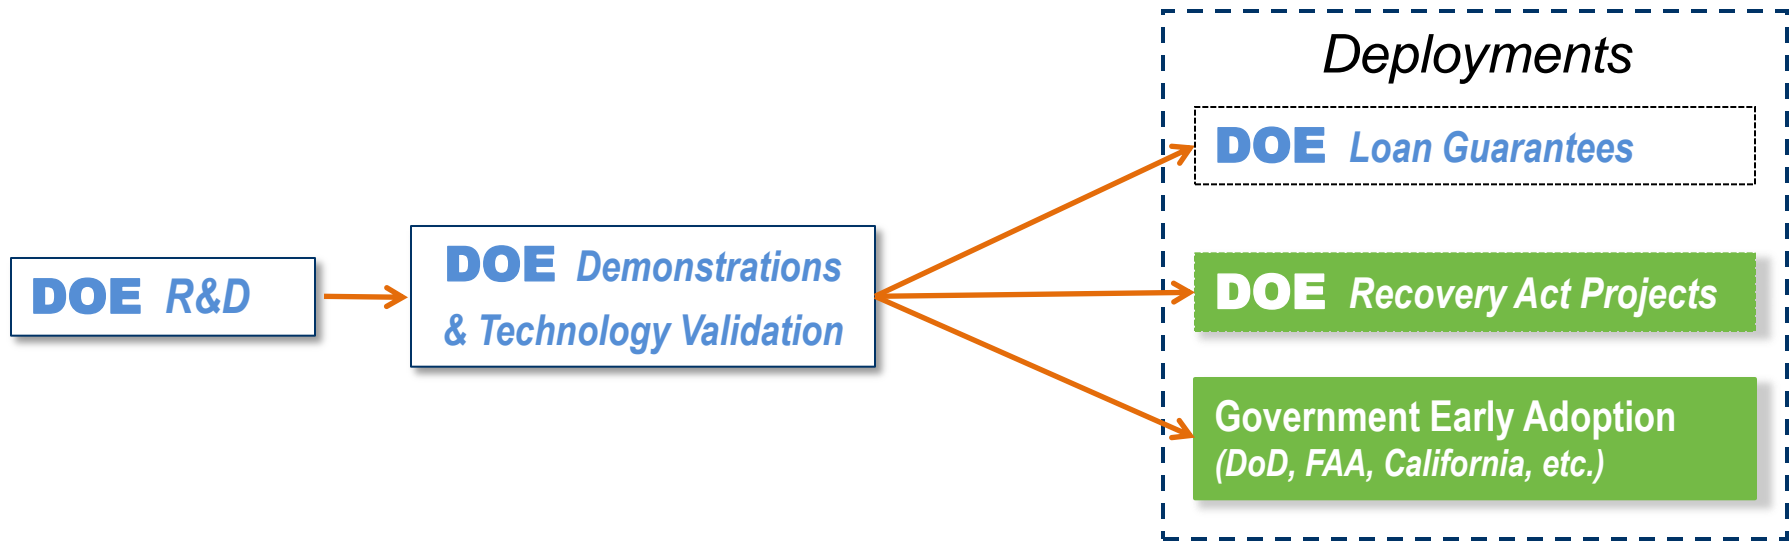 Deployments
DOE Loan Guarantees
DOE R&D
DOE Demonstrations
& Technology Validation
DOE Recovery Act Projects
Government Early Adoption
(DoD, FAA, California, etc.)